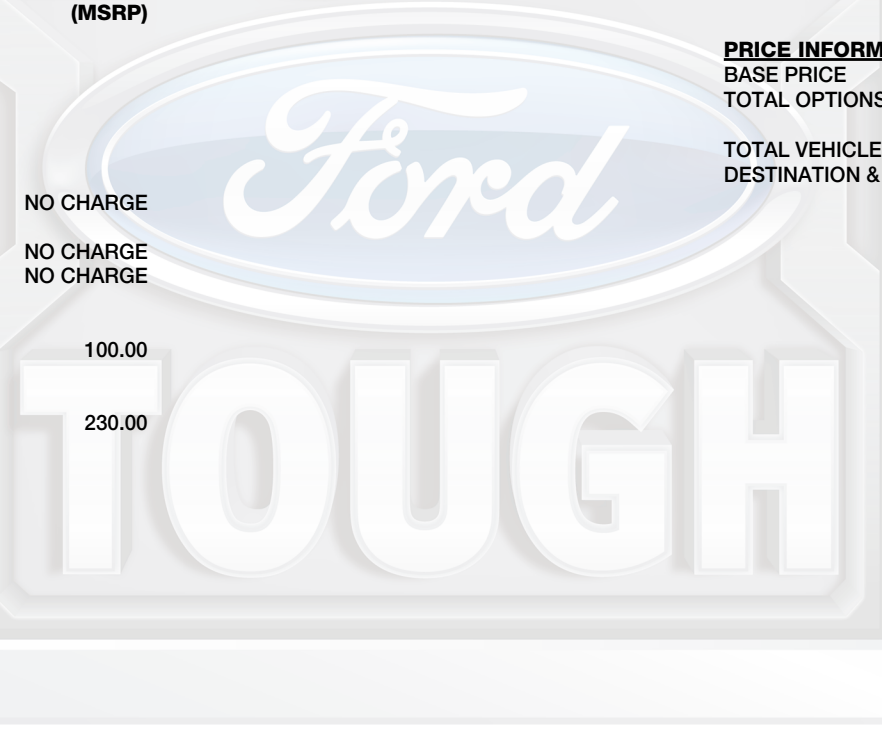 (MSRP)
NO CHARGE
NO CHARGE
NO CHARGE
100.00
230.00
PRICE INFORM
BASE PRICE
TOTAL OPTIONS
TOTAL VEHICLE
DESTINATION &
Ford
TOUGH